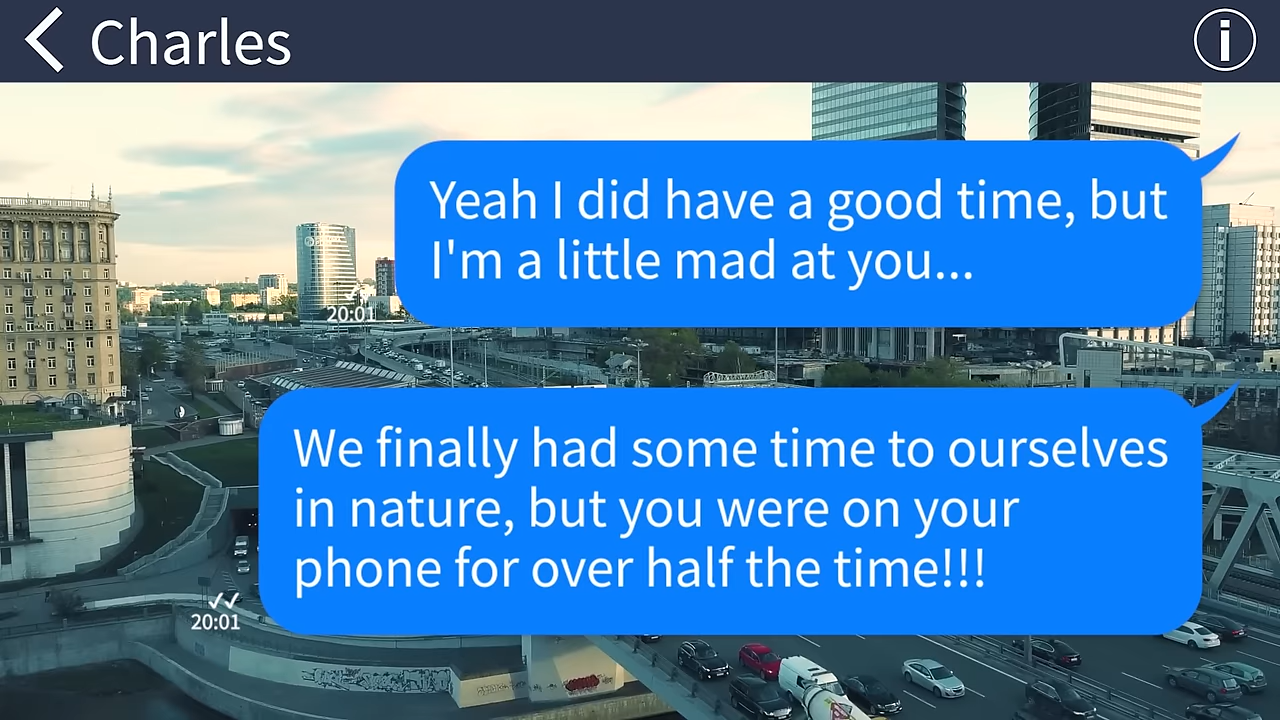 Charles
Yeah I did have a good time, but
I'm a little mad at you...
20:01
We finally had some time to ourselves
in nature, but you were on your
phone for over half the time!!!
20:01